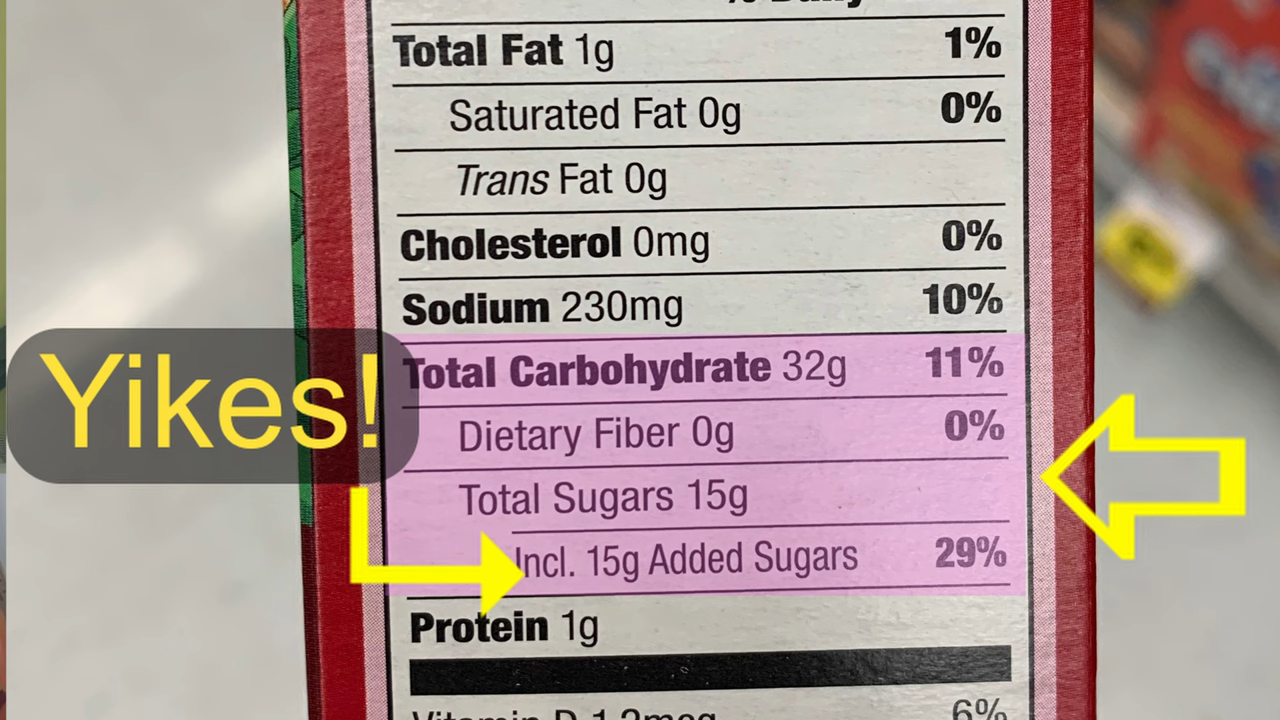 % Daily
Total Fat 1g 1%
Saturated Fat 0g 0%
Trans Fat 0g
Cholesterol 0mg 0%
Sodium 230mg 10%
Yikes!
Total Carbohydrate 32g 11%
Dietary Fiber 0g 0%
Total Sugars 15g
Incl. 15g Added Sugars 29%
Protein 1g
Vitamin D 1.2mcg 6%